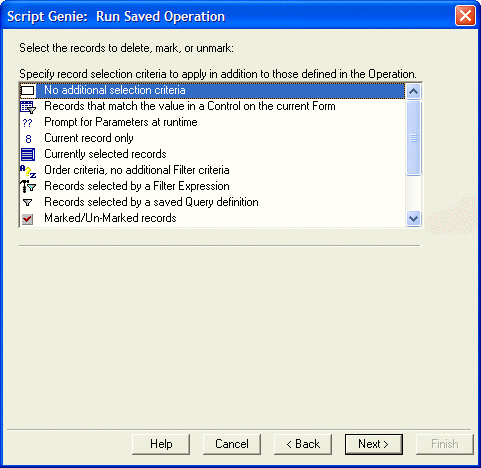 Script Genie: Run Saved Operation
Select the records to delete, mark, or unmark:
Specify record selection criteria to apply in addition to those defined in the Operation.
No additional selection criteria
Records that match the value in a Control on the current Form
?? Prompt for Parameters at runtime
8 Current record only
Currently selected records
A?Z Order criteria, no additional Filter criteria
Records selected by a Filter Expression
Records selected by a saved Query definition
Marked/Un-Marked records
Help Cancel < Back Next > Finish